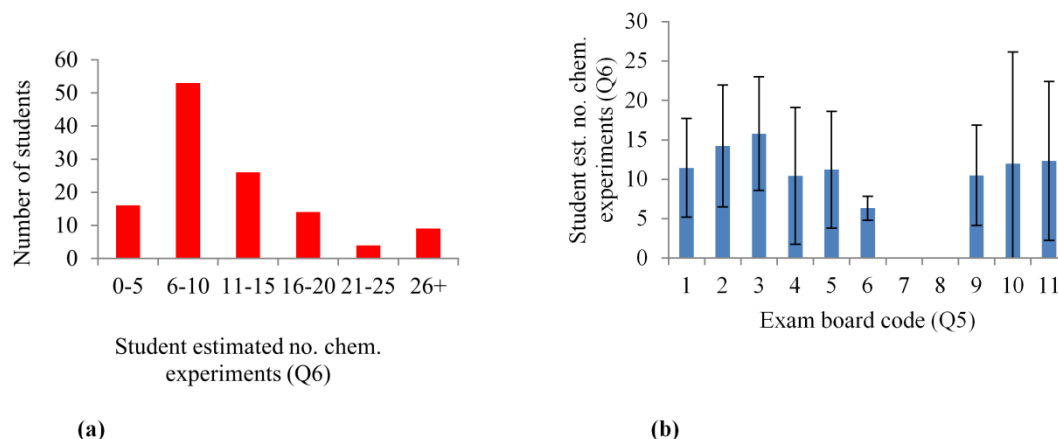 60
50
40
30
20
10
0
Number of students
0-5 6-10 11-15 16-20 21-25 26+
Student estimated no. chem.
experiments (Q6)
(a)
30
25
20
15
10
5
0
Student est. no. chem.
experiments (Q6)
1 2 3 4 5 6 7 8 9 10 11
Exam board code (Q5)
(b)